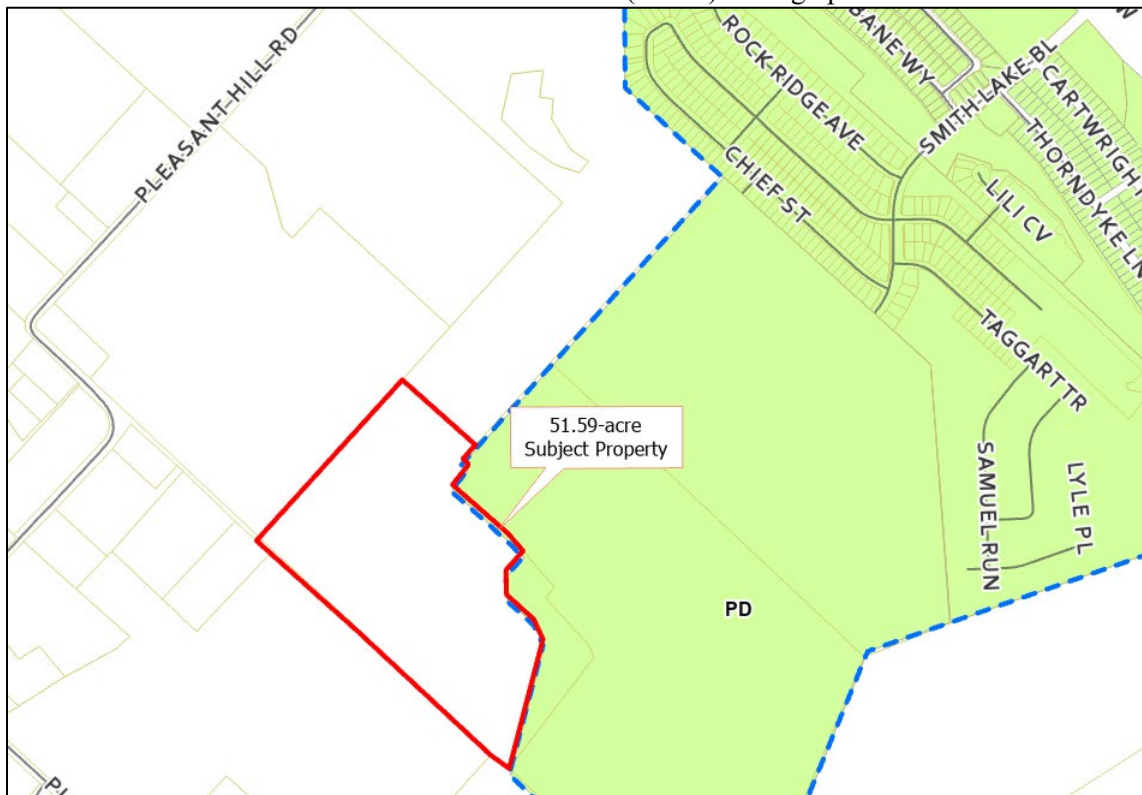 PLEASANT HILL RD
ROCK RIDGE AVE
BANE WY
SMITH LAKE BL
CARTWRIGHT
THORNDYKE LN
CHIEF ST
LILI CV
TAGGART TR
51.59-acre
Subject Property
SAMUEL RUN
LYLE PL
PD